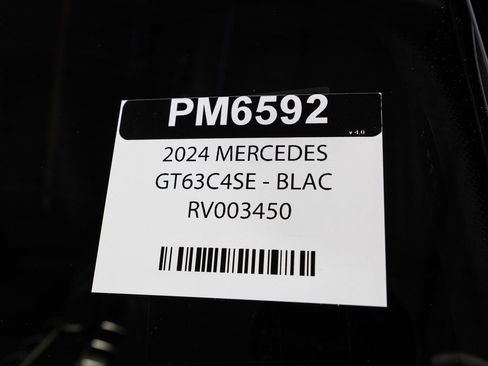 PM6592
v 4.0
2024 MERCEDES
GT63C4SE - BLAC
RV003450